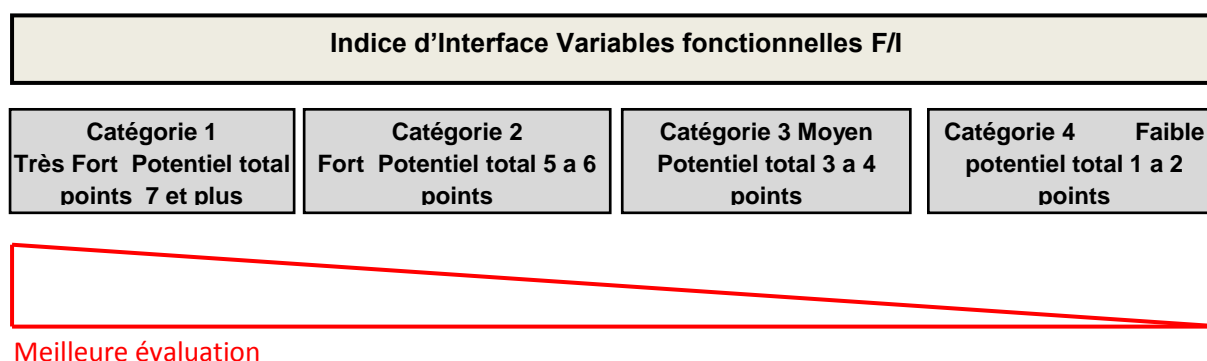 Indice d’Interface Variables fonctionnelles F/I
Catégorie 1
Très Fort Potentiel total
points 7 et plus
Catégorie 2
Fort Potentiel total 5 a 6
points
Catégorie 3 Moyen
Potentiel total 3 a 4
points
Catégorie 4 Faible
potentiel total 1 a 2
points
Meilleure évaluation